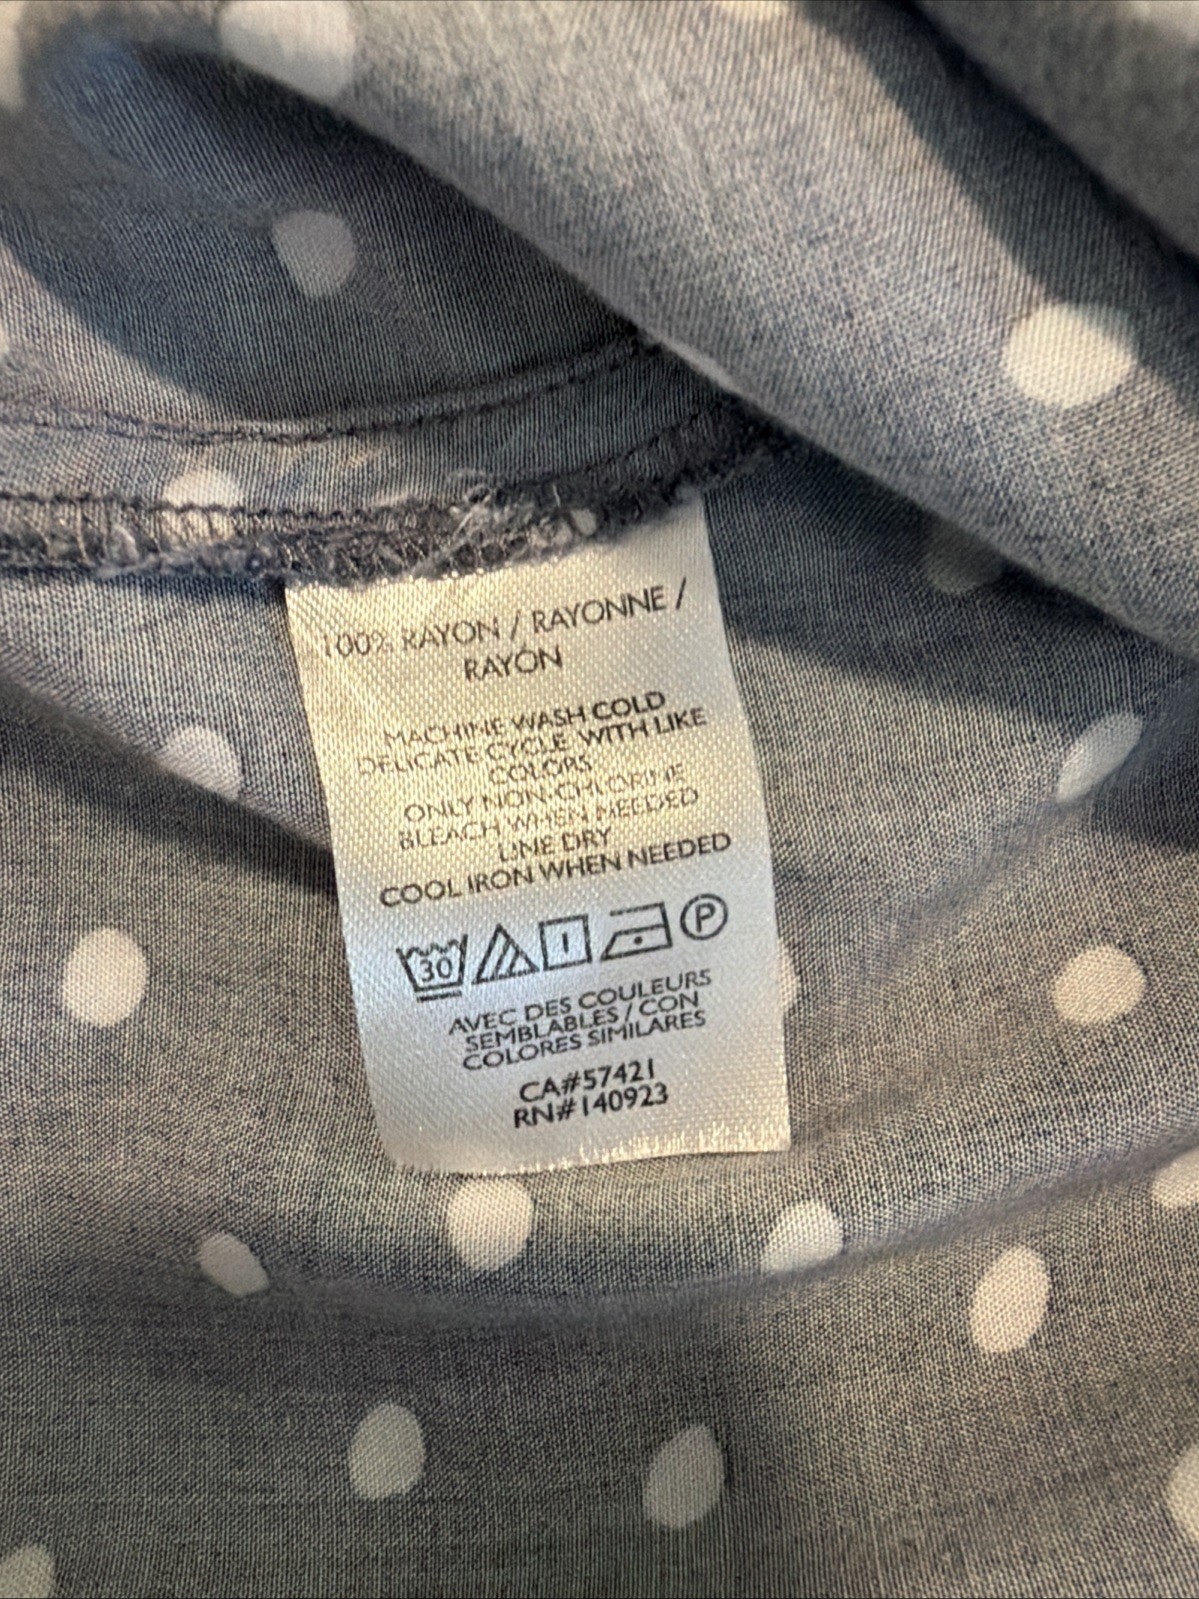 100% RAYON / RAYONNE /
RAYÓN
MACHINE WASH COLD
DELICATE CYCLE WITH LIKE
COLORS
ONLY NON-CHLORINE
BLEACH WHEN NEEDED
LINE DRY
COOL IRON WHEN NEEDED
30 P
AVEC DES COULEURS
SEMBLABLES / CON
COLORES SIMILARES
CA#57421
RN#140923